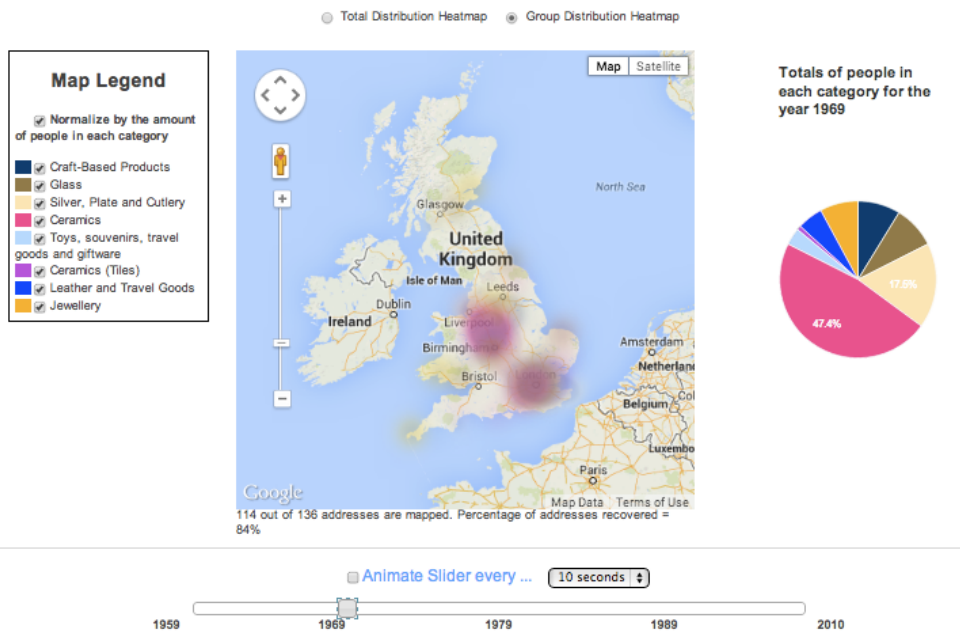 Total Distribution Heatmap Group Distribution Heatmap
Map Legend
Normalize by the amount
of people in each category
Craft-Based Products
Glass
Silver, Plate and Cutlery
Ceramics
Toys, souvenirs, travel
goods and giftware
Ceramics (Tiles)
Leather and Travel Goods
Jewellery
Map Satellite
North Sea
Glasgow
United
Kingdom
Isle of Man
Leeds
Dublin
Ireland
Liverpool
Birmingham
Amsterdam
Netherlan
Bristol
London
Belgium
Col
Luxembo
Paris
Google
Map Data Terms of Use
114 out of 136 addresses are mapped. Percentage of addresses recovered =
84%
Totals of people in
each category for the
year 1969
17.5%
47.4%
Animate Slider every ... 10 seconds
1959 1969 1979 1989 2010